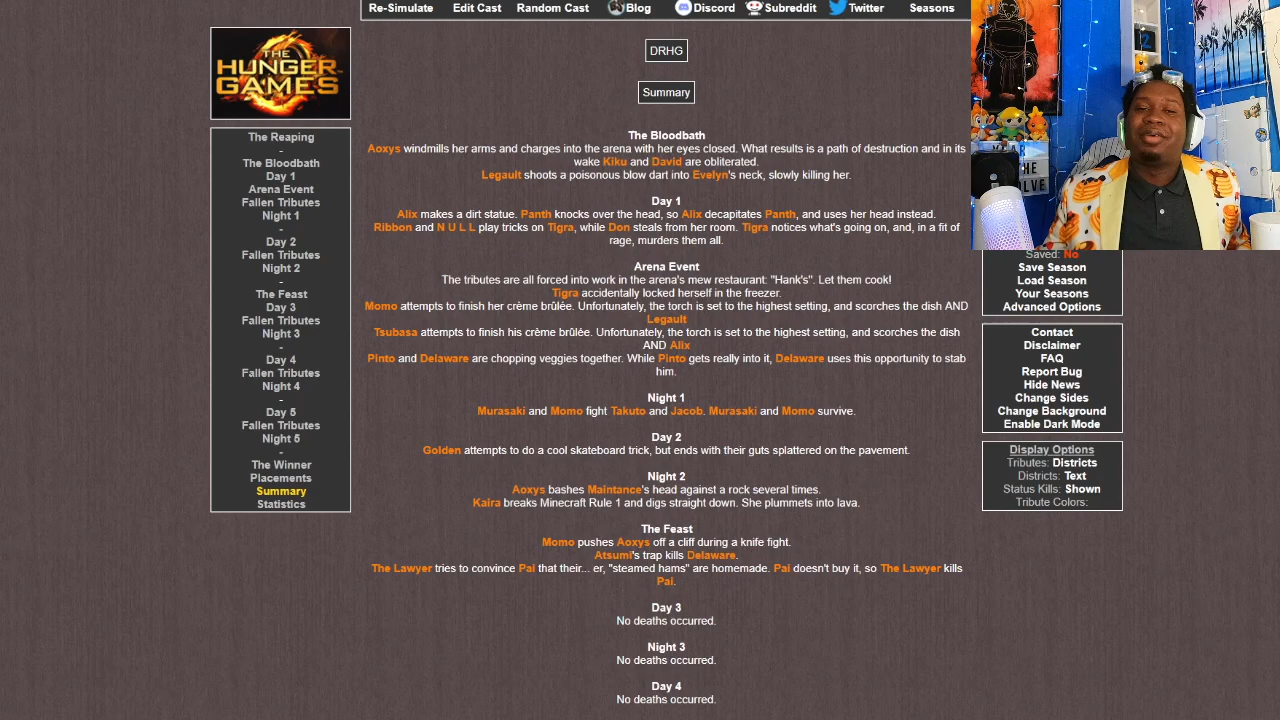 Re-Simulate Edit Cast Random Cast Blog Discord Subreddit Twitter Seasons
THE
HUNGER
GAMES
The Reaping
-
The Bloodbath
Day 1
Arena Event
Fallen Tributes
Night 1
-
Day 2
Fallen Tributes
Night 2
-
The Feast
Day 3
Fallen Tributes
Night 3
-
Day 4
Fallen Tributes
Night 4
-
Day 5
Fallen Tributes
Night 5
-
The Winner
Placements
Summary
Statistics
DRHG
Summary
The Bloodbath
Aoxys windmills her arms and charges into the arena with her eyes closed. What results is a path of destruction and in its
wake Kiku and David are obliterated.
Legault shoots a poisonous blow dart into Evelyn's neck, slowly killing her.
Day 1
Alix makes a dirt statue. Panth knocks over the head, so Alix decapitates Panth, and uses her head instead.
Ribbon and N U L L play tricks on Tigra, while Don steals from her room. Tigra notices what's going on, and, in a fit of
rage, murders them all.
Arena Event
The tributes are all forced into work in the arena's mew restaurant: "Hank's". Let them cook!
Tigra accidentally locked herself in the freezer.
Momo attempts to finish her crème brûlée. Unfortunately, the torch is set to the highest setting, and scorches the dish AND
Legault
Tsubasa attempts to finish his crème brûlée. Unfortunately, the torch is set to the highest setting, and scorches the dish
AND Alix
Pinto and Delaware are chopping veggies together. While Pinto gets really into it, Delaware uses this opportunity to stab
him.
Night 1
Murasaki and Momo fight Takuto and Jacob. Murasaki and Momo survive.
Day 2
Golden attempts to do a cool skateboard trick, but ends with their guts splattered on the pavement.
Night 2
Aoxys bashes Maintance's head against a rock several times.
Kaira breaks Minecraft Rule 1 and digs straight down. She plummets into lava.
The Feast
Momo pushes Aoxys off a cliff during a knife fight.
Atsumi's trap kills Delaware.
The Lawyer tries to convince Pai that their... er, "steamed hams" are homemade. Pai doesn't buy it, so The Lawyer kills
Pai.
Day 3
No deaths occurred.
Night 3
No deaths occurred.
Day 4
No deaths occurred.
Saved: No
Save Season
Load Season
Your Seasons
Advanced Options
Contact
Disclaimer
FAQ
Report Bug
Hide News
Change Sides
Change Background
Enable Dark Mode
Display Options
Tributes: Districts
Districts: Text
Status Kills: Shown
Tribute Colors: